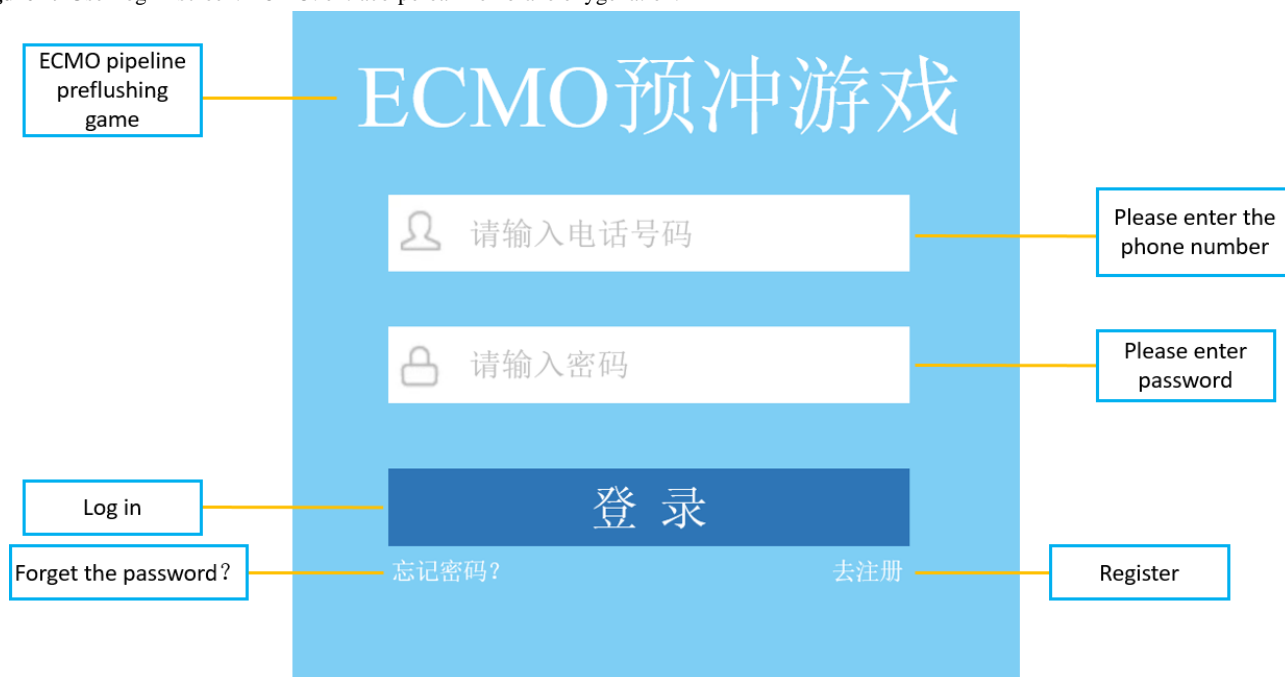 ECMO pipeline
preflushing
game
ECMO预冲游戏
请输入电话号码
Please enter the
phone number
请输入密码
Please enter
password
Log in
登 录
Forget the password？
忘记密码？
去注册
Register